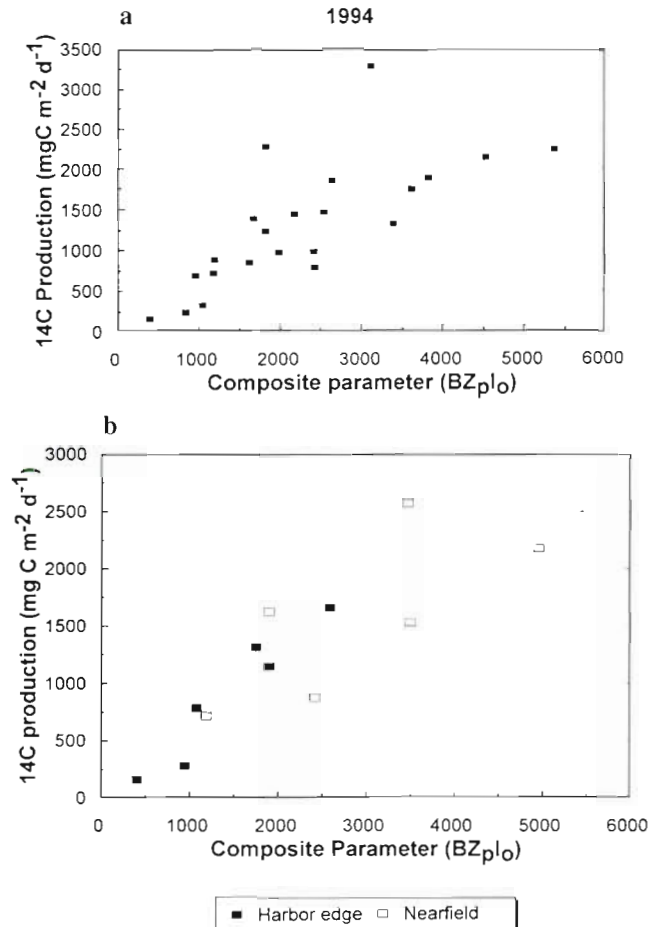 a 1994
14C Production (mgC m-2 d-1)
3500
3000
2500
2000
1500
1000
500
0
0 1000 2000 3000 4000 5000 6000
Composite parameter (BZpIo)
b
14C production (mg C m-2 d-1)
3000
2500
2000
1500
1000
500
0
0 1000 2000 3000 4000 5000 6000
Composite Parameter (BZpIo)
■ Harbor edge □ Nearfield